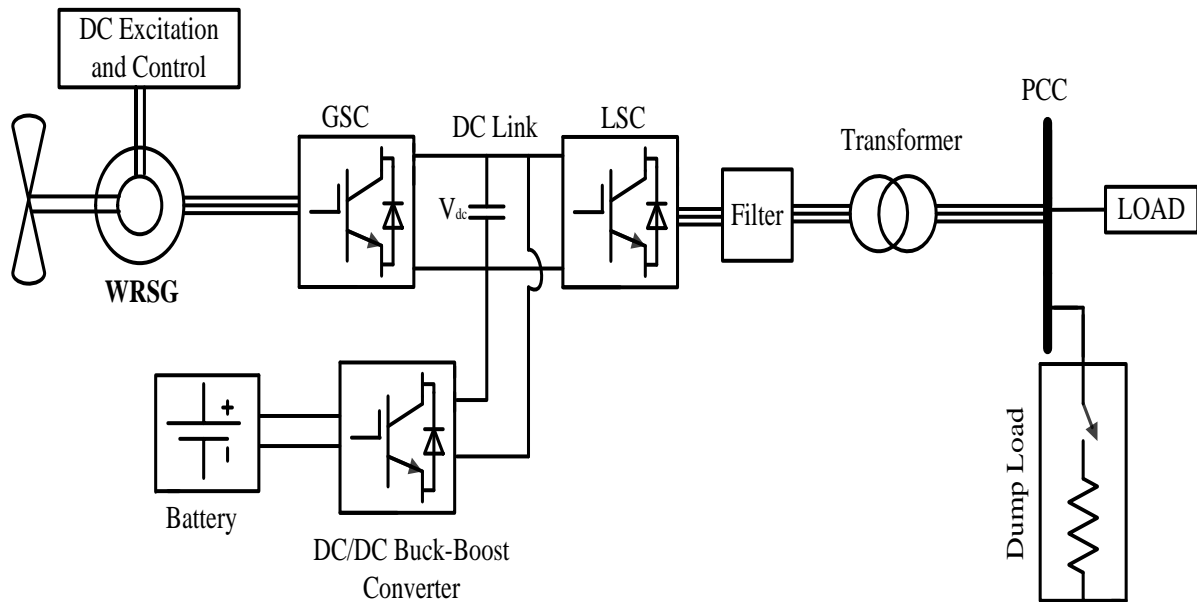 DC Excitation
and Control
PCC
GSC
DC Link
LSC
Transformer
Vdc
Filter
LOAD
WRSG
+
Battery
DC/DC Buck-Boost
Converter
Dump Load